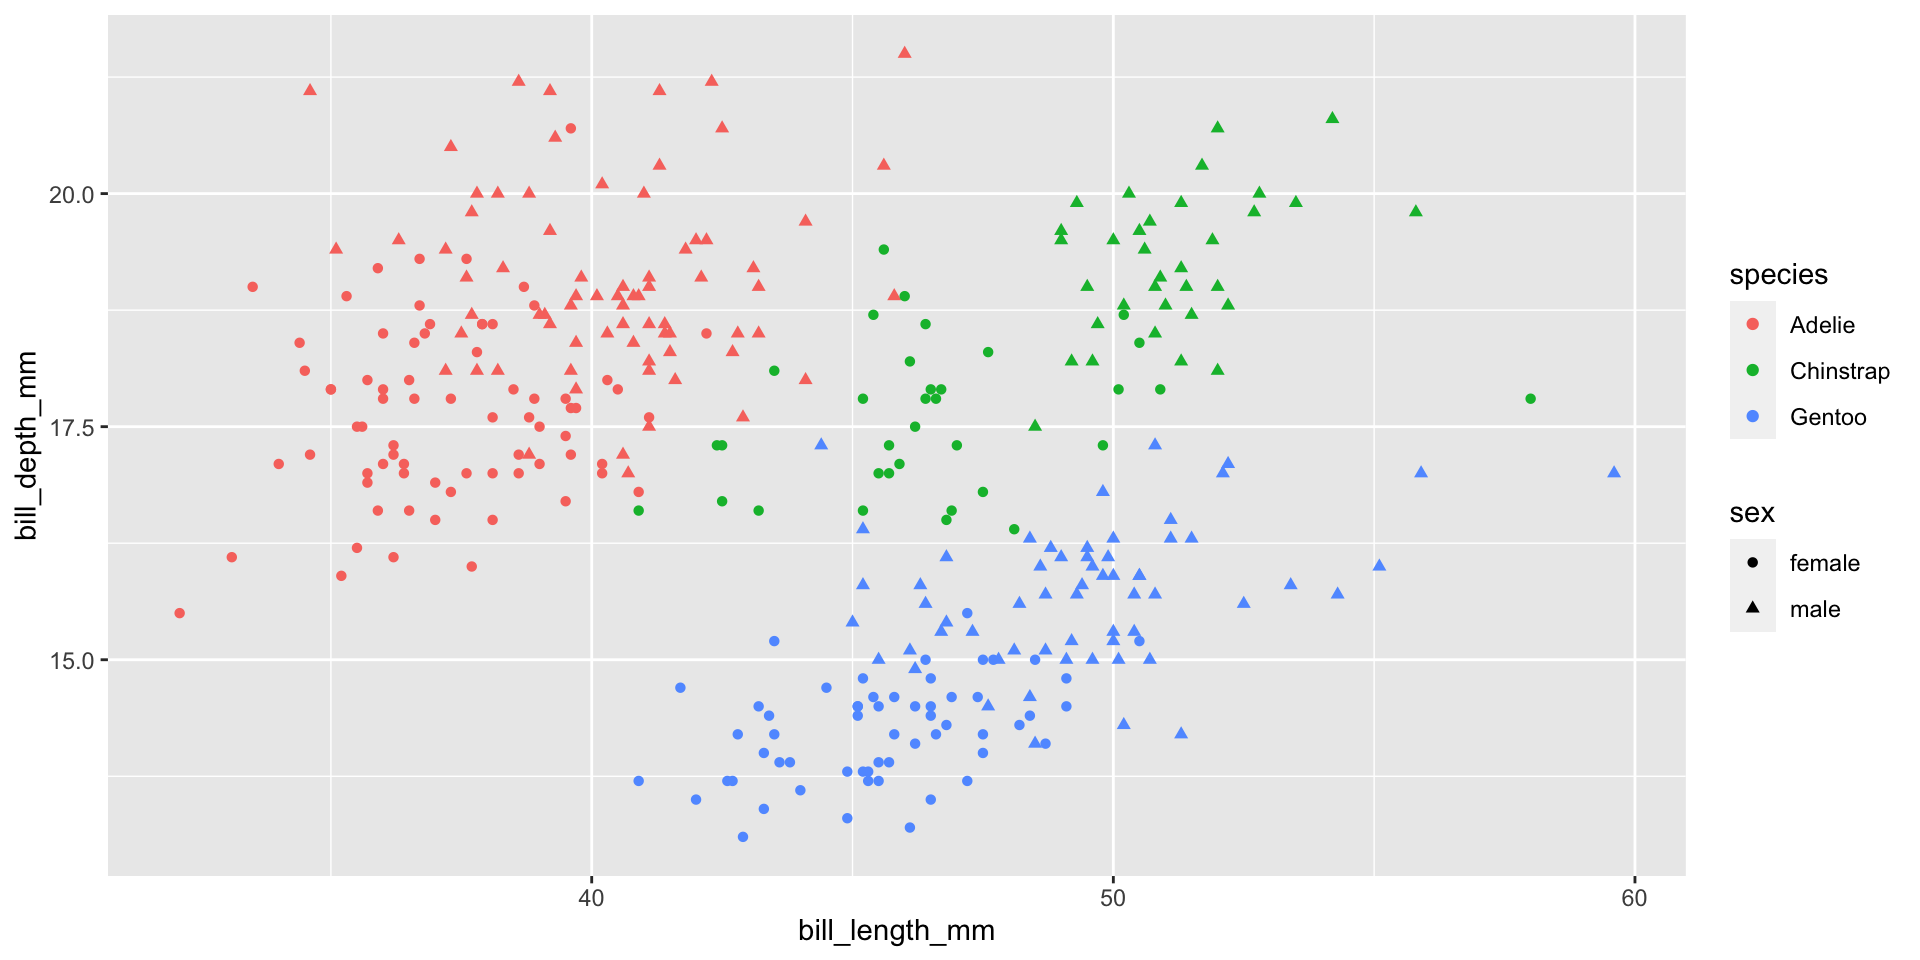 20.0
17.5
15.0
bill_depth_mm
40
50
60
bill_length_mm
species
Adelie
Chinstrap
Gentoo
sex
female
male